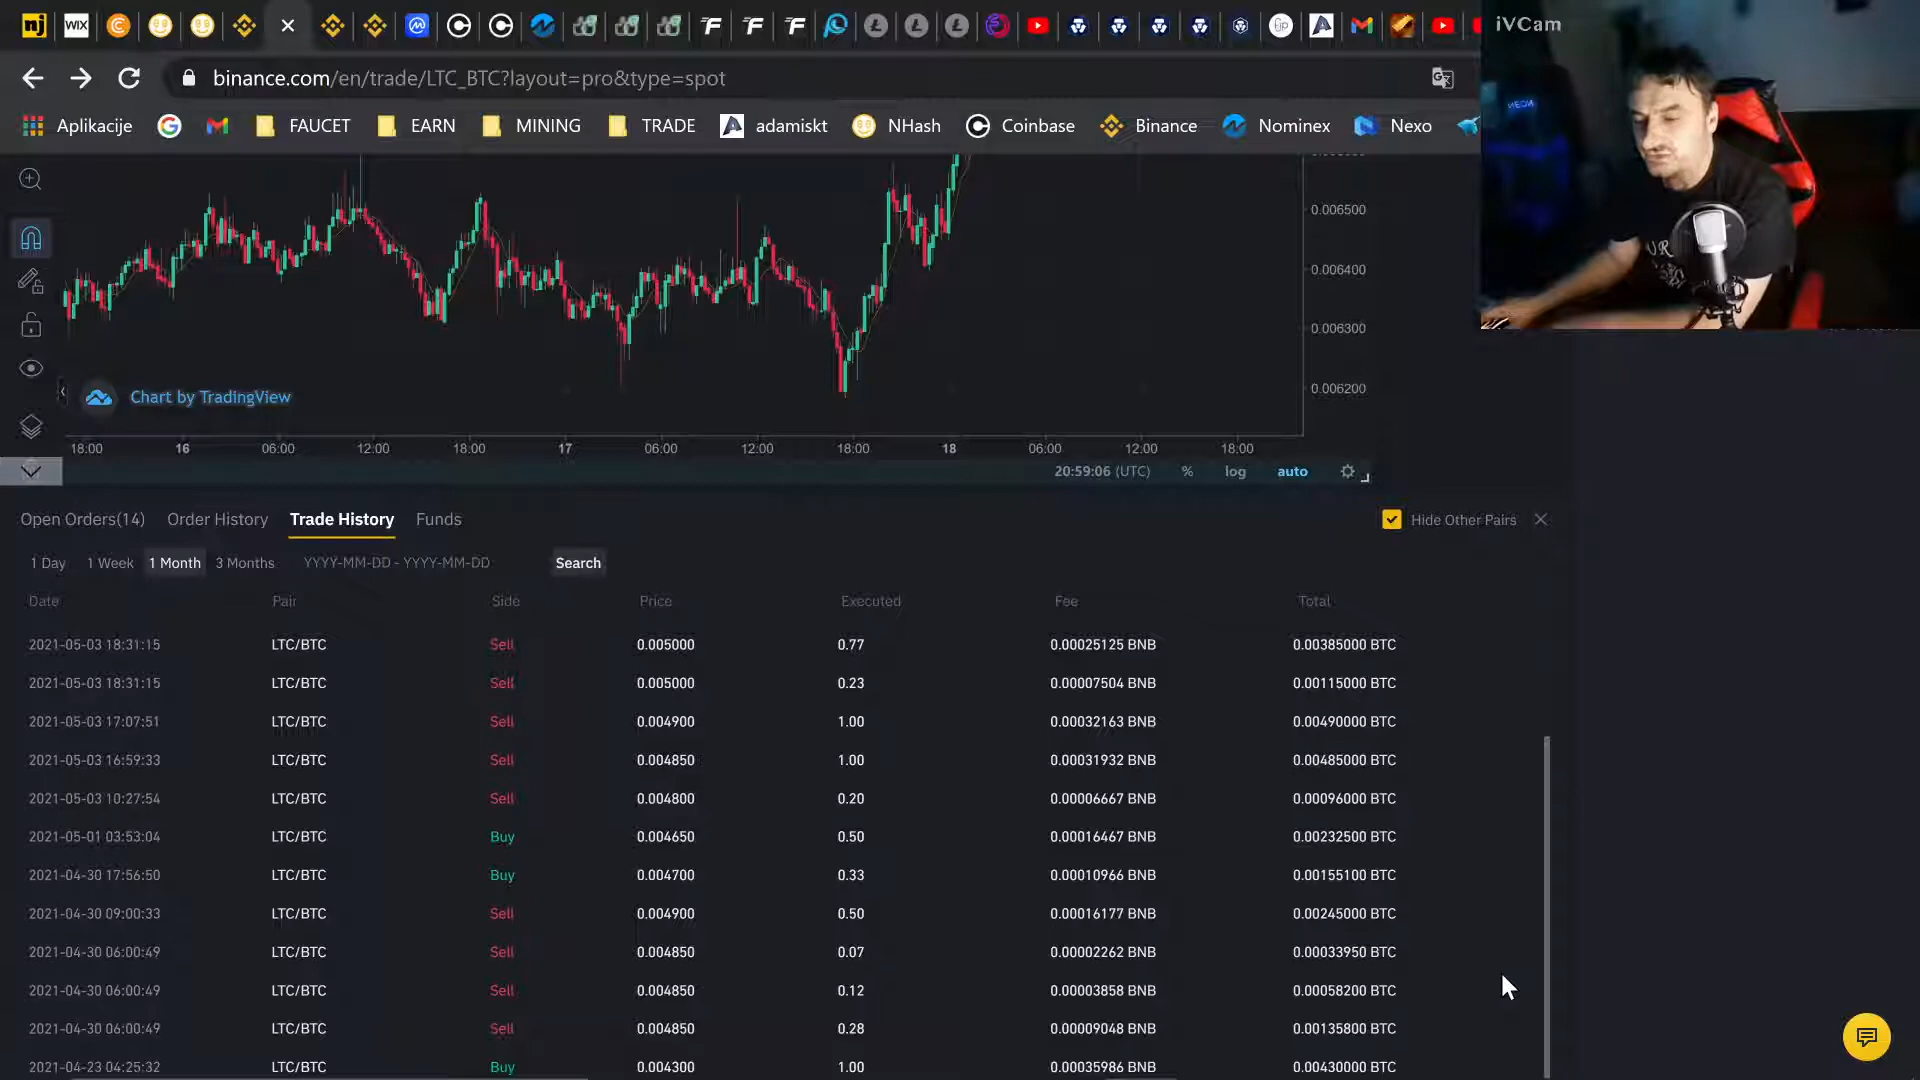 iVCam
binance.com/en/trade/LTC_BTC?layout=pro&type=spot
Aplikacije
FAUCET
EARN
MINING
TRADE
adamiskt
NHash
Coinbase
Binance
Nominex
Nexo
0.006500
0.006400
0.006300
0.006200
Chart by TradingView
18:00 16 06:00 12:00 18:00 17 06:00 12:00 18:00 18 06:00 12:00 18:00
20:59:06 (UTC) % log auto
Open Orders(14) Order History Trade History Funds Hide Other Pairs
1 Day 1 Week 1 Month 3 Months YYYY-MM-DD - YYYY-MM-DD Search
Date Pair Side Price Executed Fee Total
2021-05-03 18:31:15 LTC/BTC Sell 0.005000 0.77 0.00025125 BNB 0.00385000 BTC
2021-05-03 18:31:15 LTC/BTC Sell 0.005000 0.23 0.00007504 BNB 0.00115000 BTC
2021-05-03 17:07:51 LTC/BTC Sell 0.004900 1.00 0.00032163 BNB 0.00490000 BTC
2021-05-03 16:59:33 LTC/BTC Sell 0.004850 1.00 0.00031932 BNB 0.00485000 BTC
2021-05-03 10:27:54 LTC/BTC Sell 0.004800 0.20 0.00006667 BNB 0.00096000 BTC
2021-05-01 03:53:04 LTC/BTC Buy 0.004650 0.50 0.00016467 BNB 0.00232500 BTC
2021-04-30 17:56:50 LTC/BTC Buy 0.004700 0.33 0.00010966 BNB 0.00155100 BTC
2021-04-30 09:00:33 LTC/BTC Sell 0.004900 0.50 0.00016177 BNB 0.00245000 BTC
2021-04-30 06:00:49 LTC/BTC Sell 0.004850 0.07 0.00002262 BNB 0.00033950 BTC
2021-04-30 06:00:49 LTC/BTC Sell 0.004850 0.12 0.00003858 BNB 0.00058200 BTC
2021-04-30 06:00:49 LTC/BTC Sell 0.004850 0.28 0.00009048 BNB 0.00135800 BTC
2021-04-23 04:25:32 LTC/BTC Buy 0.004300 1.00 0.00035986 BNB 0.00430000 BTC